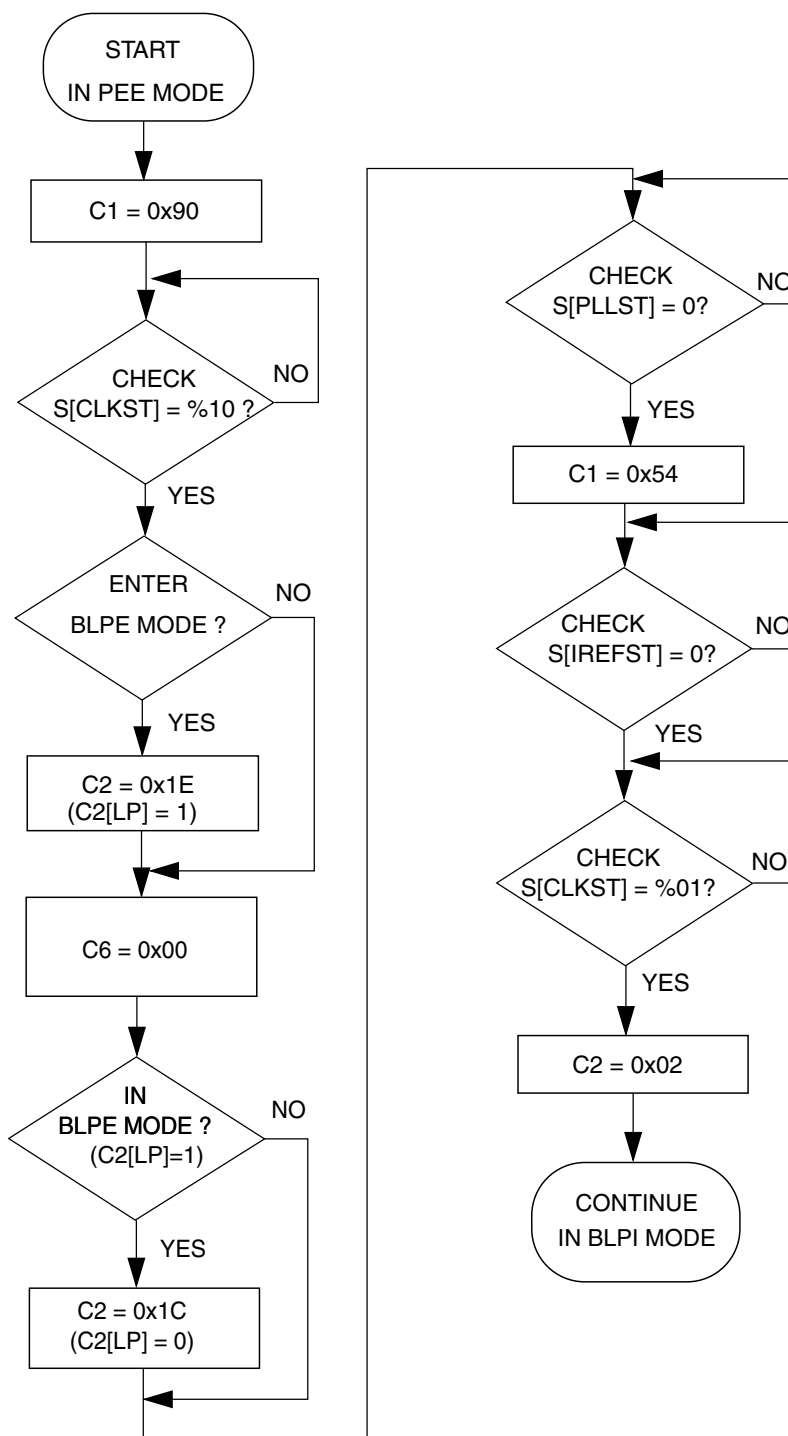 START
IN PEE MODE
C1 = 0x90
CHECK
S[CLKST] = %10 ?
NO
YES
ENTER
BLPE MODE ?
NO
YES
C2 = 0x1E
(C2[LP] = 1)
C6 = 0x00
IN
BLPE MODE ?
(C2[LP]=1)
NO
YES
C2 = 0x1C
(C2[LP] = 0)
CHECK
S[PLLST] = 0?
NO
YES
C1 = 0x54
CHECK
S[IREFST] = 0?
NO
YES
CHECK
S[CLKST] = %01?
NO
YES
C2 = 0x02
CONTINUE
IN BLPI MODE